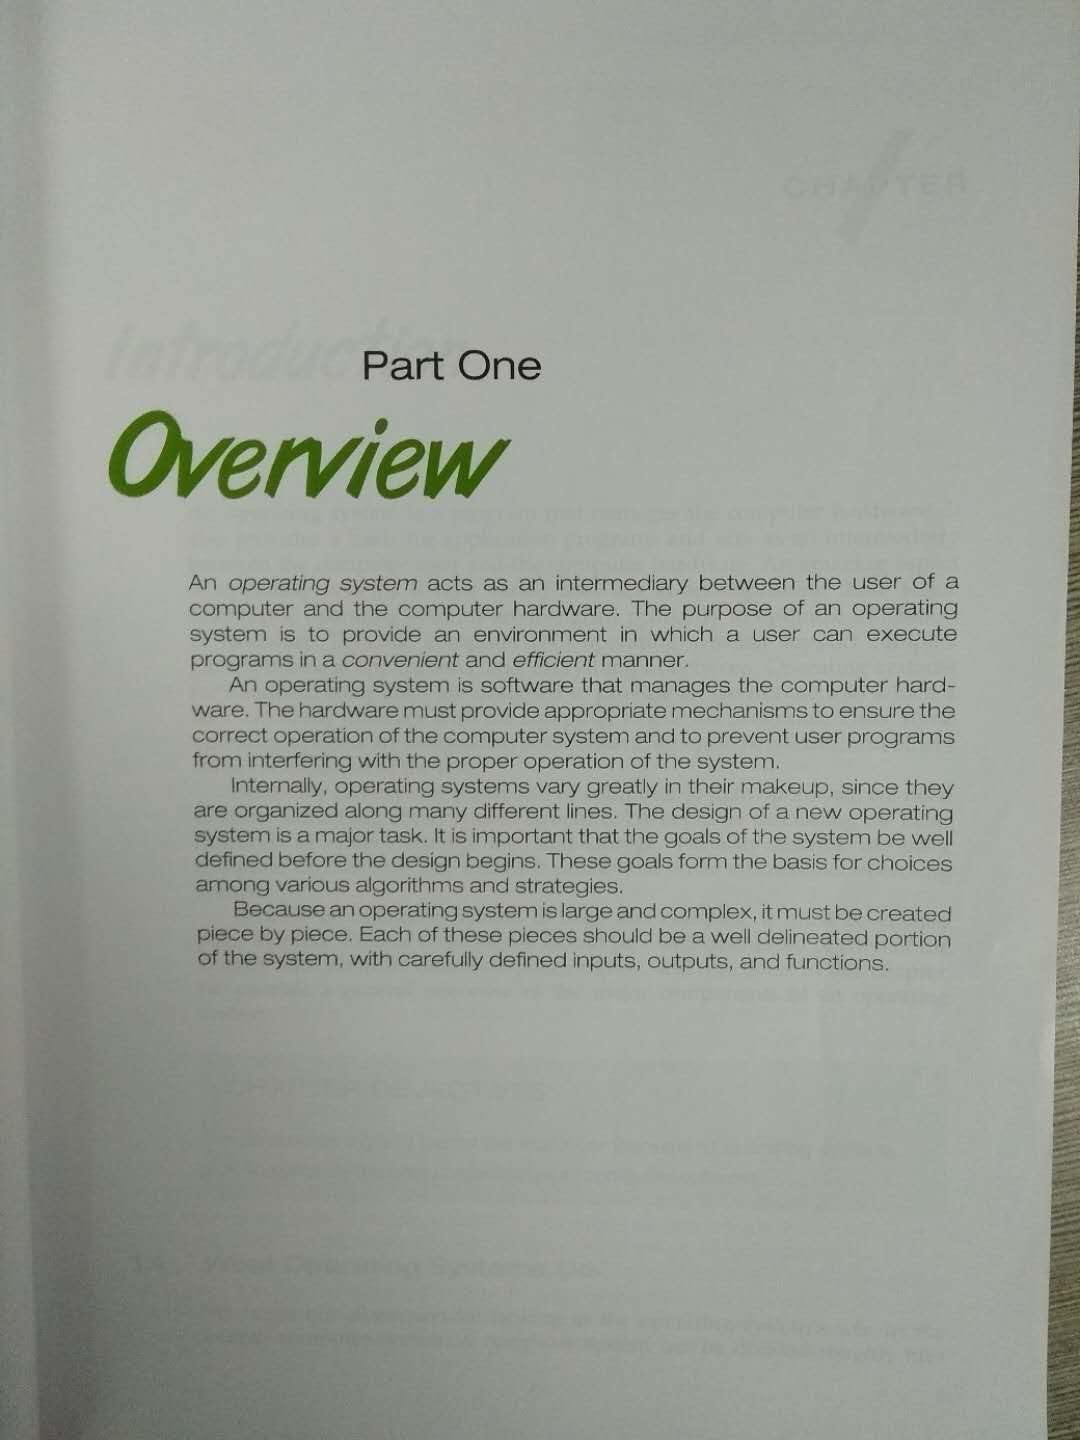 CHAPTER
Introduction
Part One
Overview
An operating system acts as an intermediary between the user of a
computer and the computer hardware. The purpose of an operating
system is to provide an environment in which a user can execute
programs in a convenient and efficient manner.
An operating system is software that manages the computer hard-
ware. The hardware must provide appropriate mechanisms to ensure the
correct operation of the computer system and to prevent user programs
from interfering with the proper operation of the system.
Internally, operating systems vary greatly in their makeup, since they
are organized along many different lines. The design of a new operating
system is a major task. It is important that the goals of the system be well
defined before the design begins. These goals form the basis for choices
among various algorithms and strategies.
Because an operating system is large and complex, it must be created
piece by piece. Each of these pieces should be a well delineated portion
of the system, with carefully defined inputs, outputs, and functions.